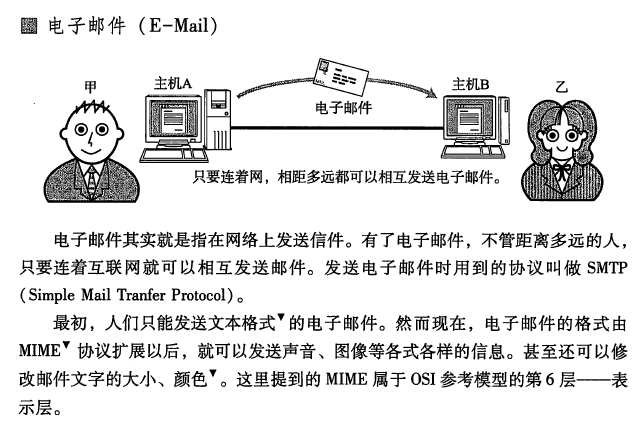 电子邮件（E-Mail）
甲
主机A
电子邮件
主机B
乙
只要连着网，相距多远都可以相互发送电子邮件。
电子邮件其实就是指在网络上发送信件。有了电子邮件，不管距离多远的人，
只要连着互联网就可以相互发送邮件。发送电子邮件时用到的协议叫做 SMTP
（Simple Mail Tranfer Protocol）。
最初，人们只能发送文本格式▼的电子邮件。然而现在，电子邮件的格式由
MIME▼ 协议扩展以后，就可以发送声音、图像等各式各样的信息。甚至还可以修
改邮件文字的大小、颜色▼。这里提到的 MIME 属于 OSI 参考模型的第 6 层——表
示层。